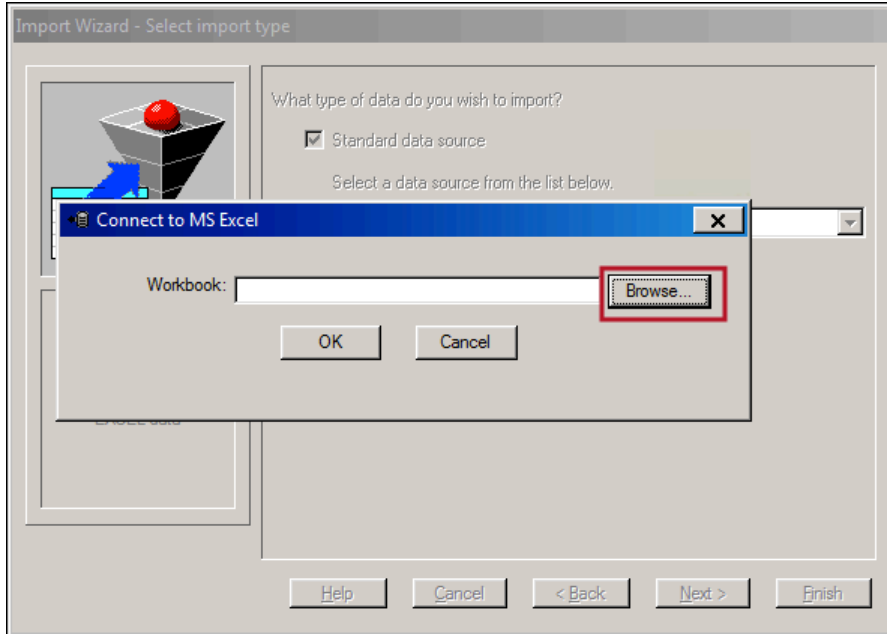 Import Wizard - Select import type
What type of data do you wish to import?
Standard data source
Select a data source from the list below.
Connect to MS Excel
Workbook:
Browse...
OK
Cancel
Help
Cancel
< Back
Next >
Finish